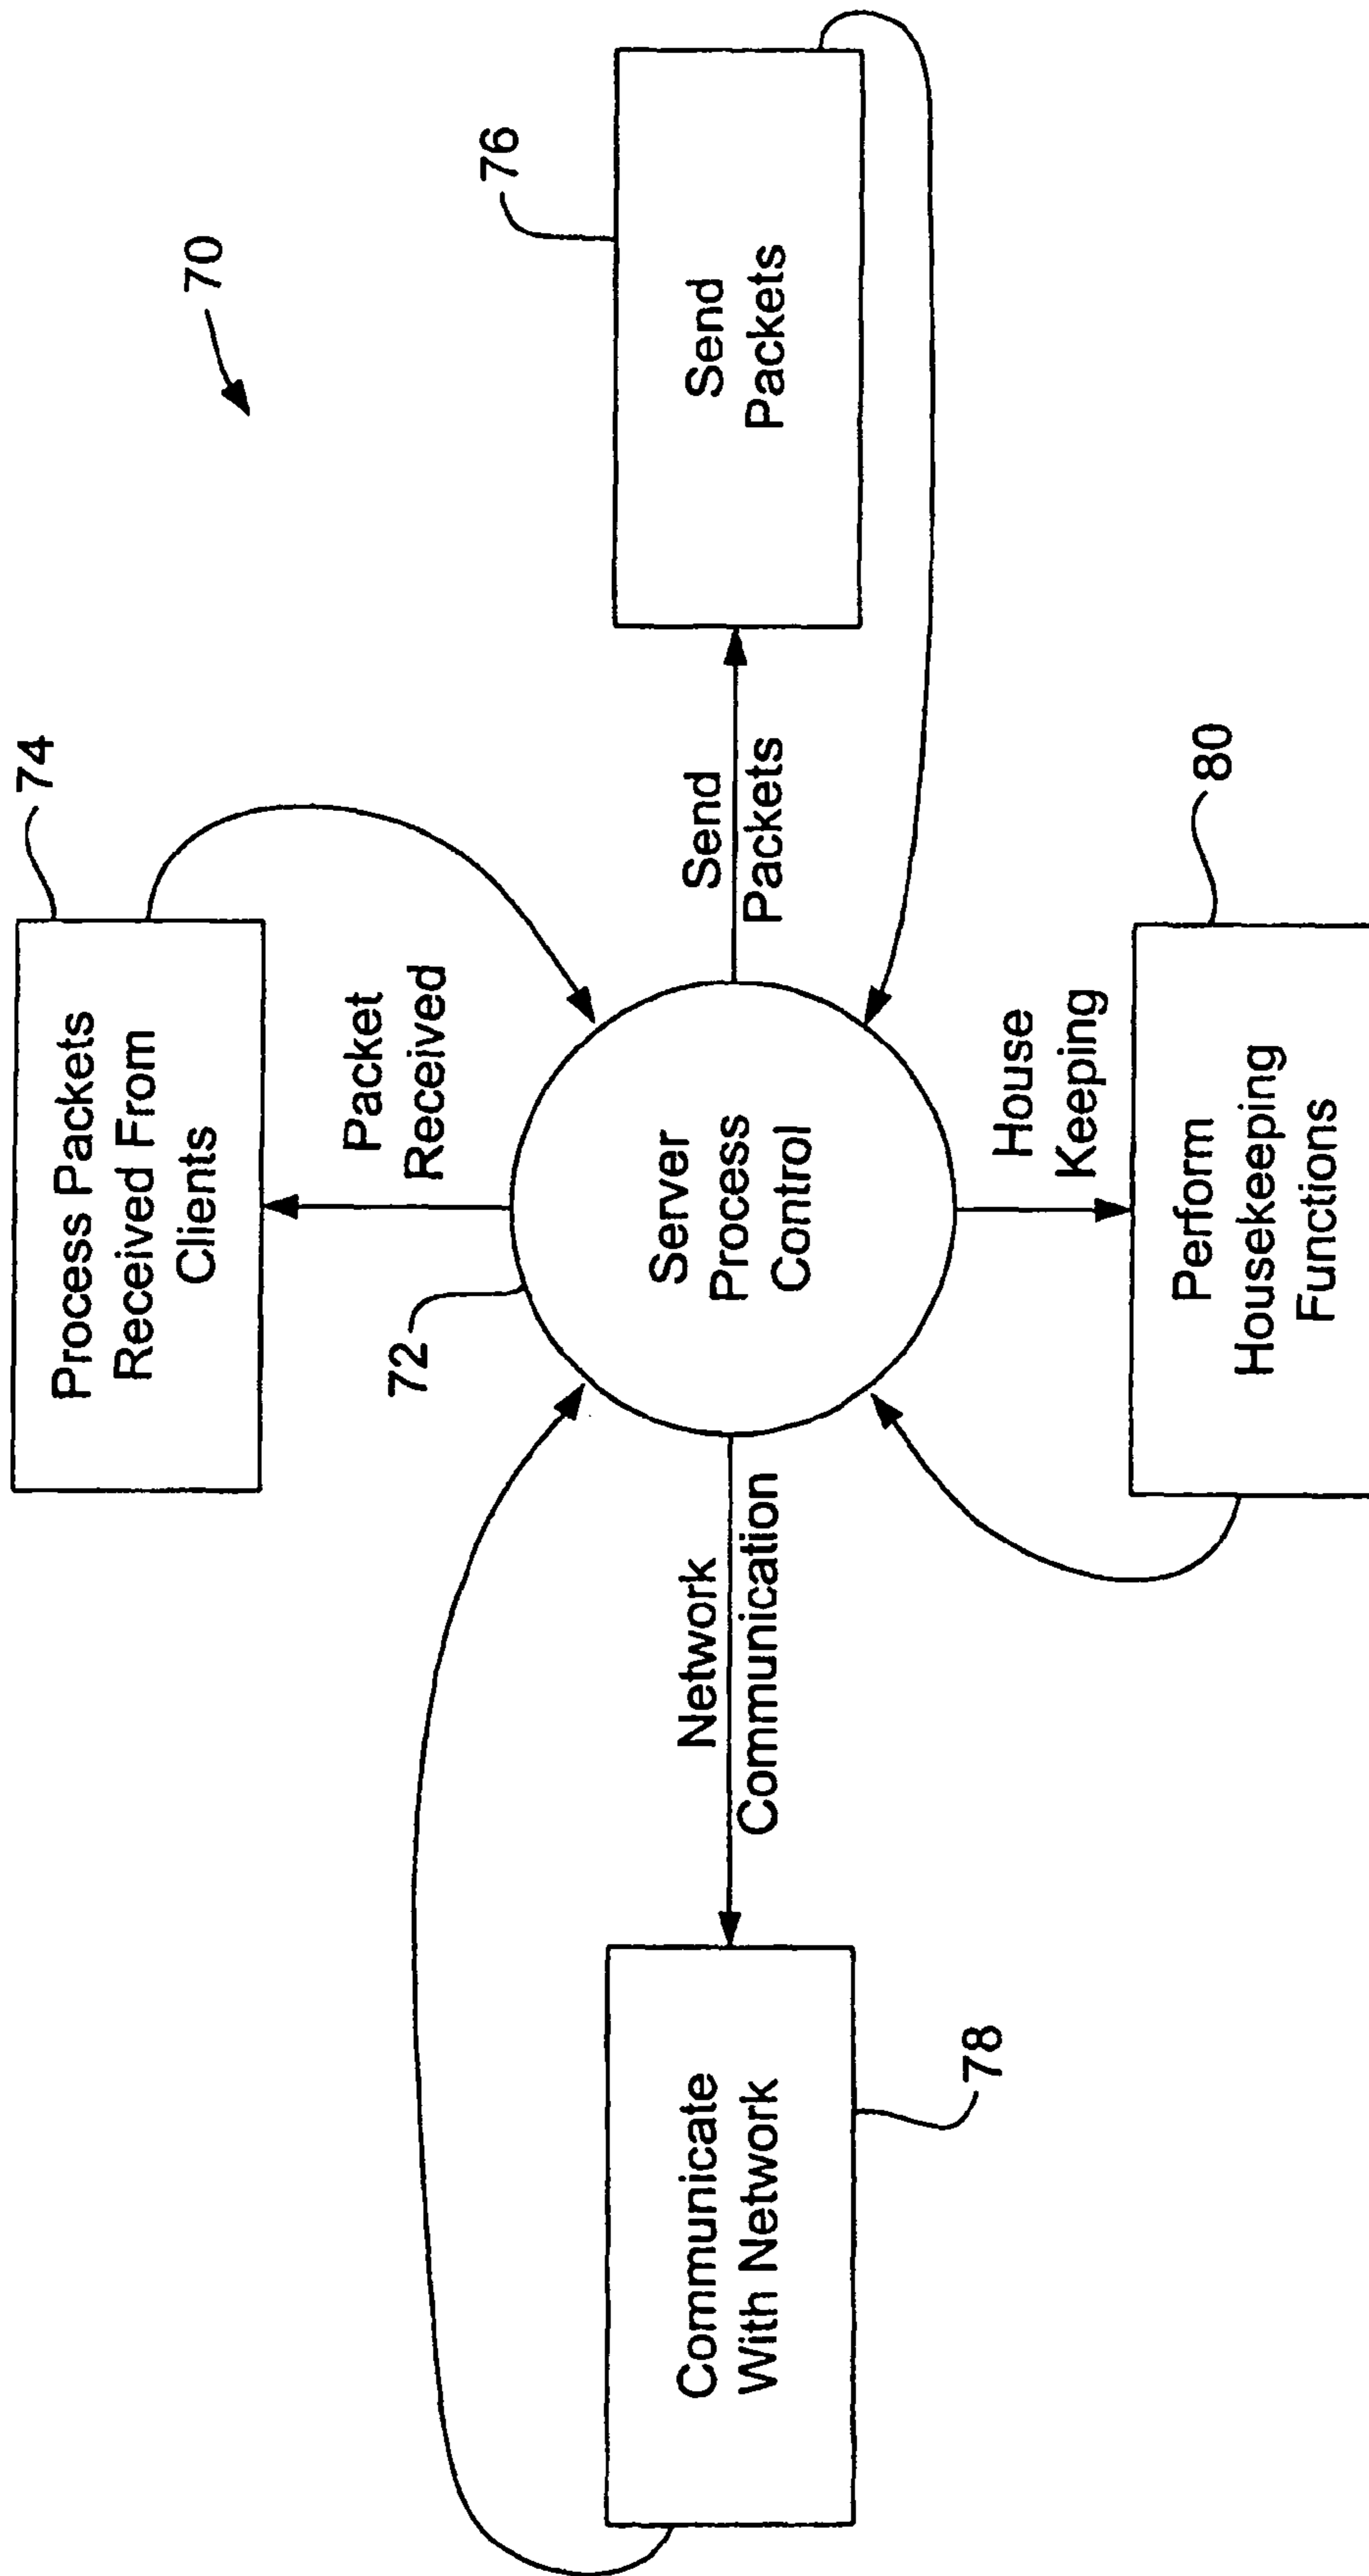 70
74
Process Packets
Received From
Clients
Packet
Received
72
Server
Process
Control
Network
Communication
Communicate
With Network
78
Send
Packets
76
Send
Packets
House
Keeping
80
Perform
Housekeeping
Functions